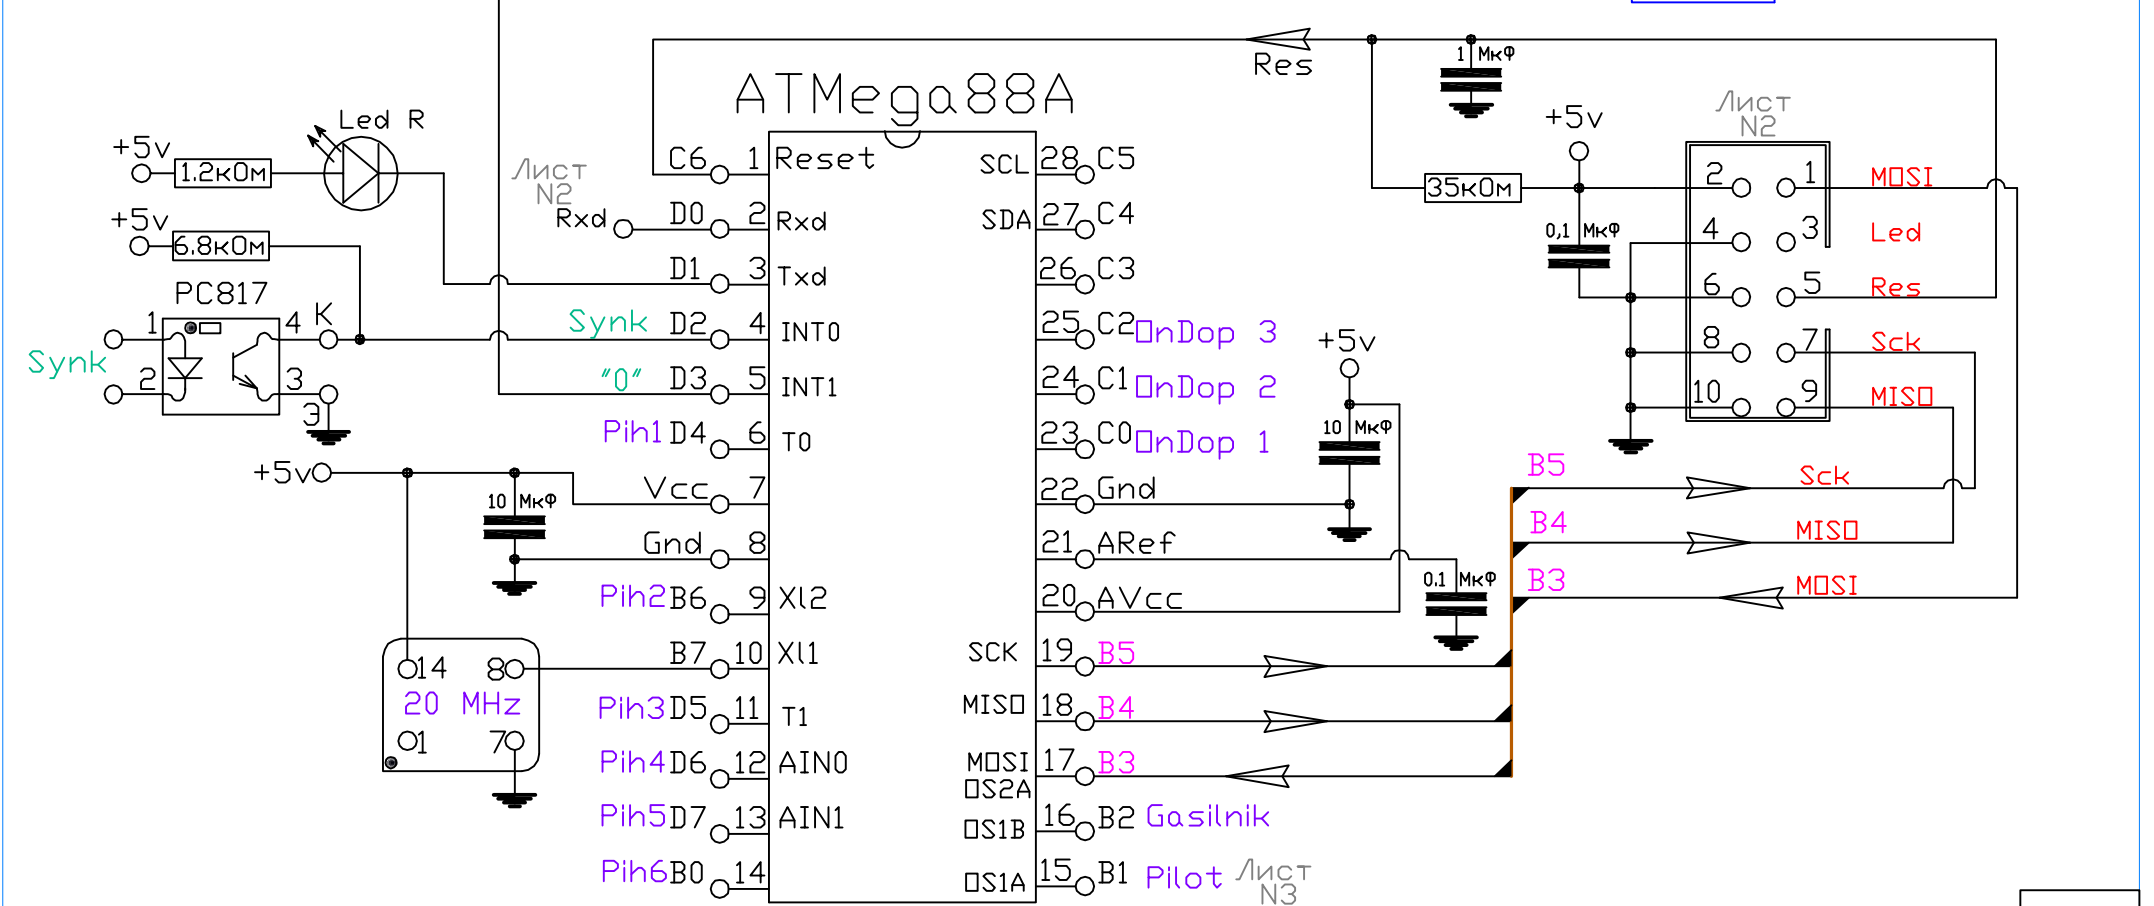 Res
1 МкФ
ATMega88A
Лист
N2
Led R
+5v
+5v
1.2кОм
C6 1 Reset
SCL 28 C5
35кОм
2 1 MOSI
Лист
N2
Rxd D0 2 Rxd
SDA 27 C4
+5v
6.8кОм
0,1 МкФ
4 3 Led
D1 3 Txd
26 C3
6 5 Res
PC817
1 4 K
Synk D2 4 INT0
25 C2 OnDop 3
+5v
8 7 Sck
Synk
2 3
3
"0" D3 5 INT1
24 C1 OnDop 2
10 9 MISO
Pih1 D4 6 T0
23 C0 OnDop 1
10 МкФ
+5v
Vcc 7
22 Gnd
B5 Sck
10 МкФ
Gnd 8
21 ARef
B4 MISO
Pih2 B6 9 Xl2
20 AVcc
0.1 МкФ
B3 MOSI
14 8
B7 10 Xl1
SCK 19 B5
20 MHz
Pih3 D5 11 T1
MISO 18 B4
1 7
Pih4 D6 12 AIN0
MOSI 17 B3
OS2A
Pih5 D7 13 AIN1
OS1B 16 B2 Gasilnik
Pih6 B0 14
OS1A 15 B1 Pilot
Лист
N3